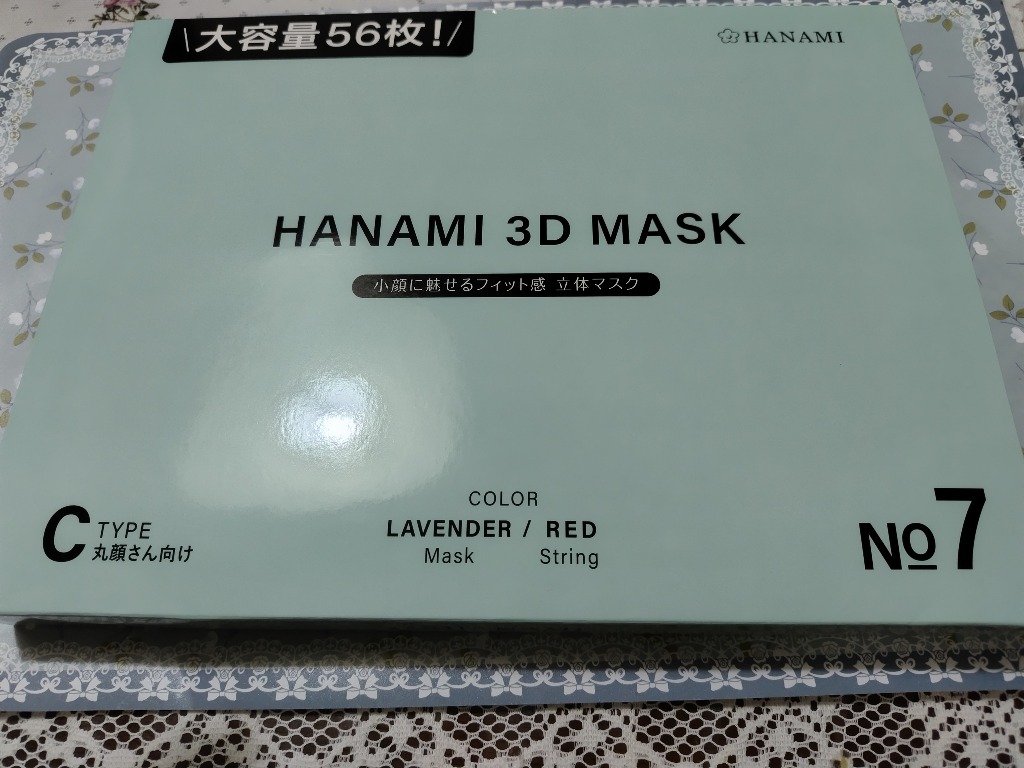 \大容量56枚!/
HANAMI
HANAMI 3D MASK
小顔に魅せるフィット感 立体マスク
COLOR
LAVENDER / RED
Mask String
C TYPE
丸顔さん向け
No 7